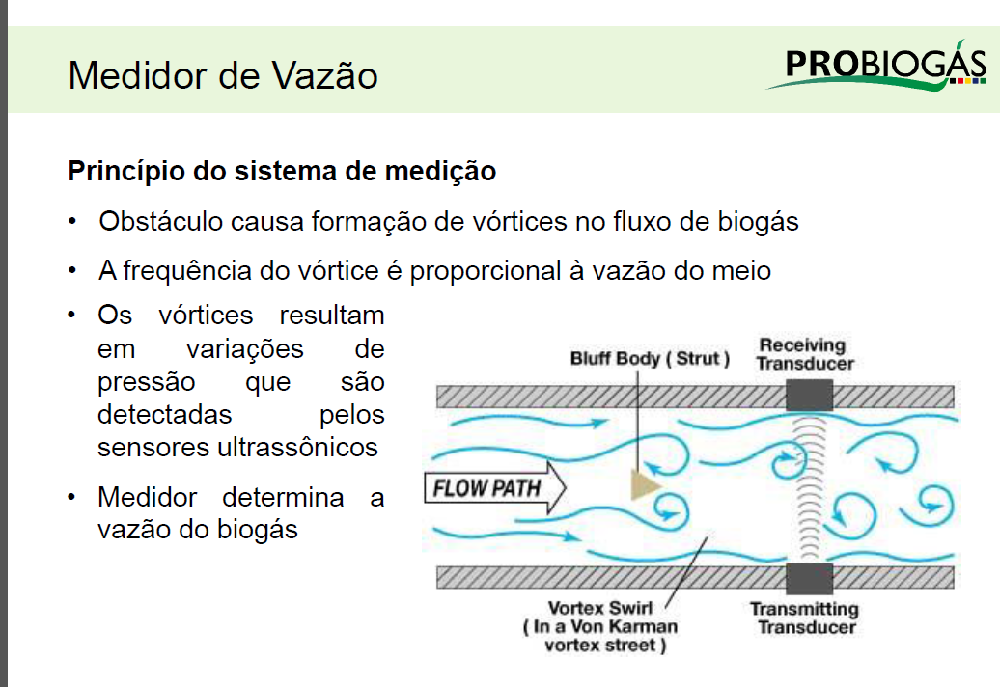 Medidor de Vazão
PROBIOGÁS
Princípio do sistema de medição
• Obstáculo causa formação de vórtices no fluxo de biogás
• A frequência do vórtice é proporcional à vazão do meio
• Os vórtices resultam
em variações de
pressão que são
detectadas pelos
sensores ultrassônicos
• Medidor determina a
vazão do biogás
Bluff Body ( Strut )
Receiving
Transducer
FLOW PATH
Vortex Swirl
( In a Von Karman
vortex street )
Transmitting
Transducer